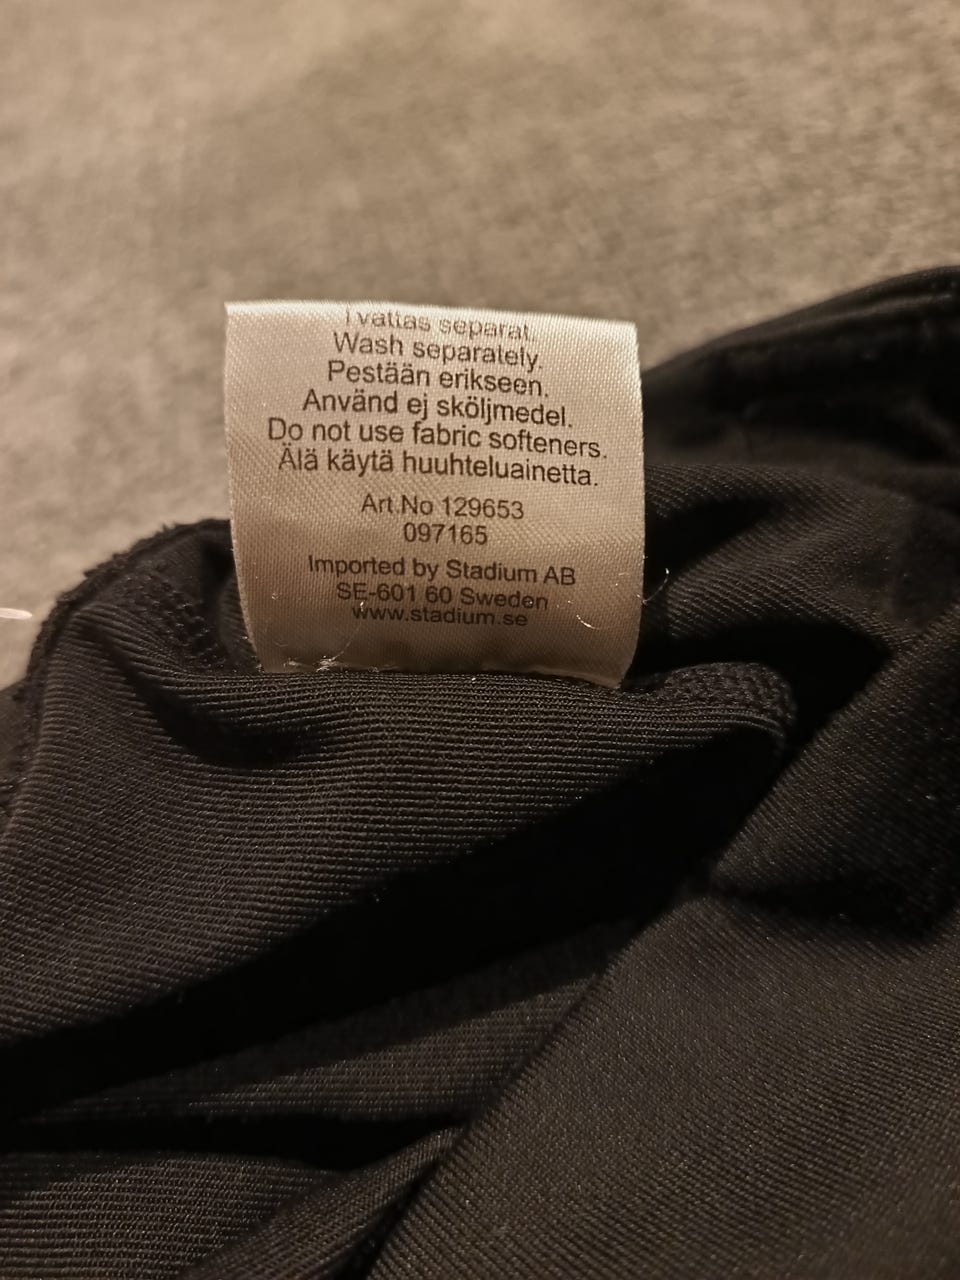 Tvättas separat.
Wash separately.
Pestään erikseen.
Använd ej sköljmedel.
Do not use fabric softeners.
Älä käytä huuhteluainetta.
Art.No 129653
097165
Imported by Stadium AB
SE-601 60 Sweden
www.stadium.se